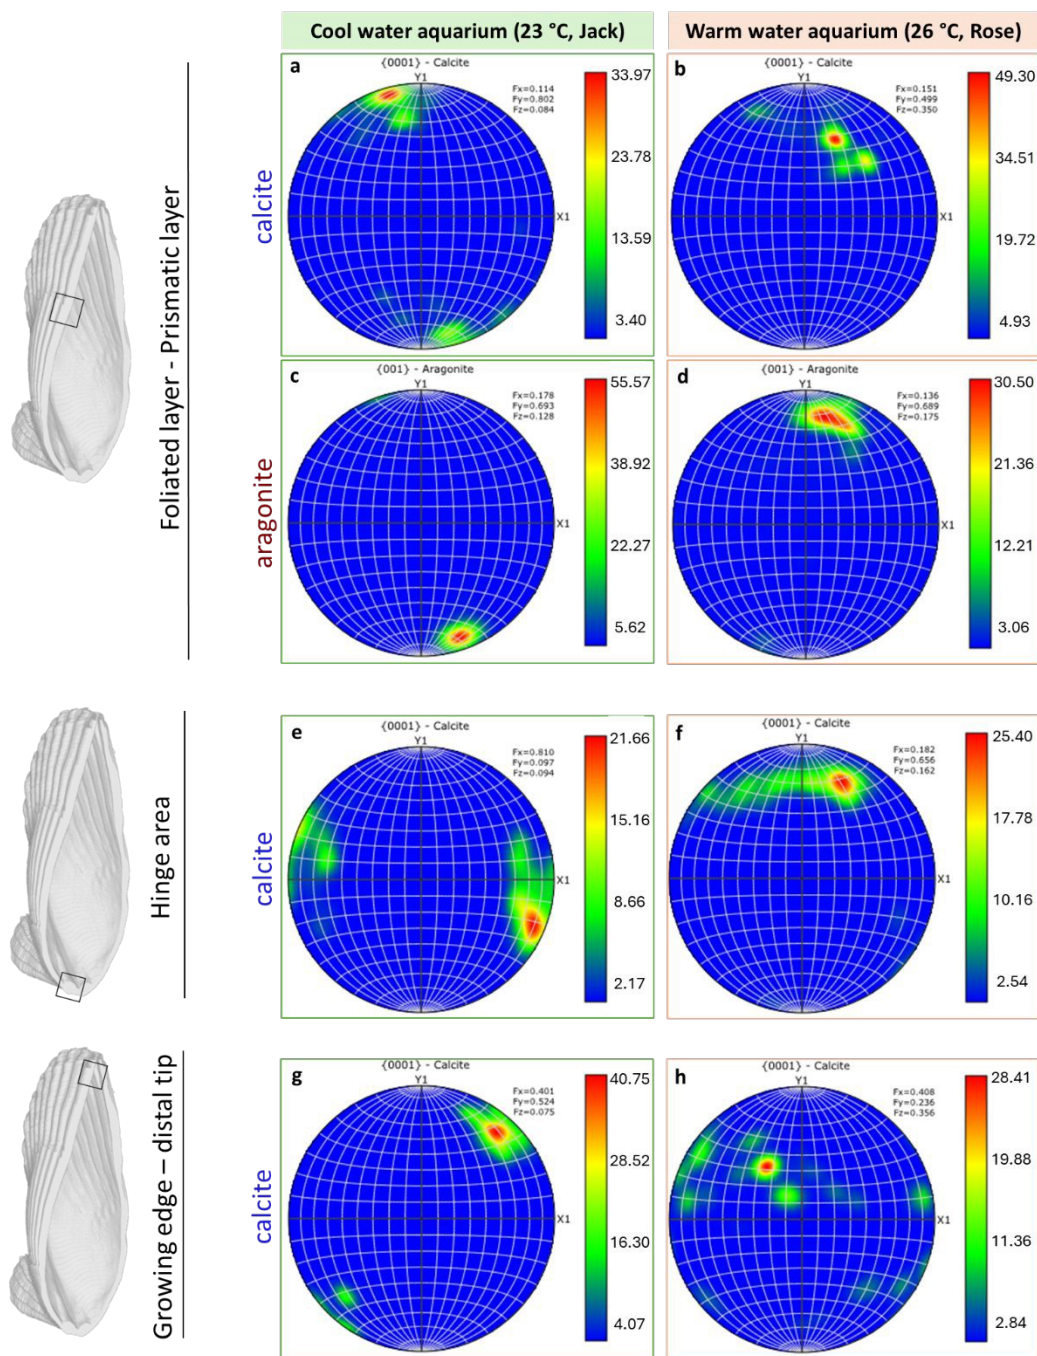 Cool water aquarium (23 °C, Jack)
Warm water aquarium (26 °C, Rose)
Foliated layer - Prismatic layer
calcite
a
{0001} - Calcite
Y1
Fx=0.114
Fy=0.802
Fz=0.084
X1
33.97
23.78
13.59
3.40
b
{0001} - Calcite
Y1
Fx=0.151
Fy=0.499
Fz=0.350
X1
49.30
34.51
19.72
4.93
aragonite
c
{001} - Aragonite
Y1
Fx=0.178
Fy=0.693
Fz=0.128
X1
55.57
38.92
22.27
5.62
d
{001} - Aragonite
Y1
Fx=0.136
Fy=0.689
Fz=0.175
X1
30.50
21.36
12.21
3.06
Hinge area
calcite
e
{0001} - Calcite
Y1
Fx=0.810
Fy=0.097
Fz=0.094
X1
21.66
15.16
8.66
2.17
f
{0001} - Calcite
Y1
Fx=0.182
Fy=0.656
Fz=0.162
X1
25.40
17.78
10.16
2.54
Growing edge – distal tip
calcite
g
{0001} - Calcite
Y1
Fx=0.401
Fy=0.524
Fz=0.075
X1
40.75
28.52
16.30
4.07
h
{0001} - Calcite
Y1
Fx=0.408
Fy=0.236
Fz=0.356
X1
28.41
19.88
11.36
2.84